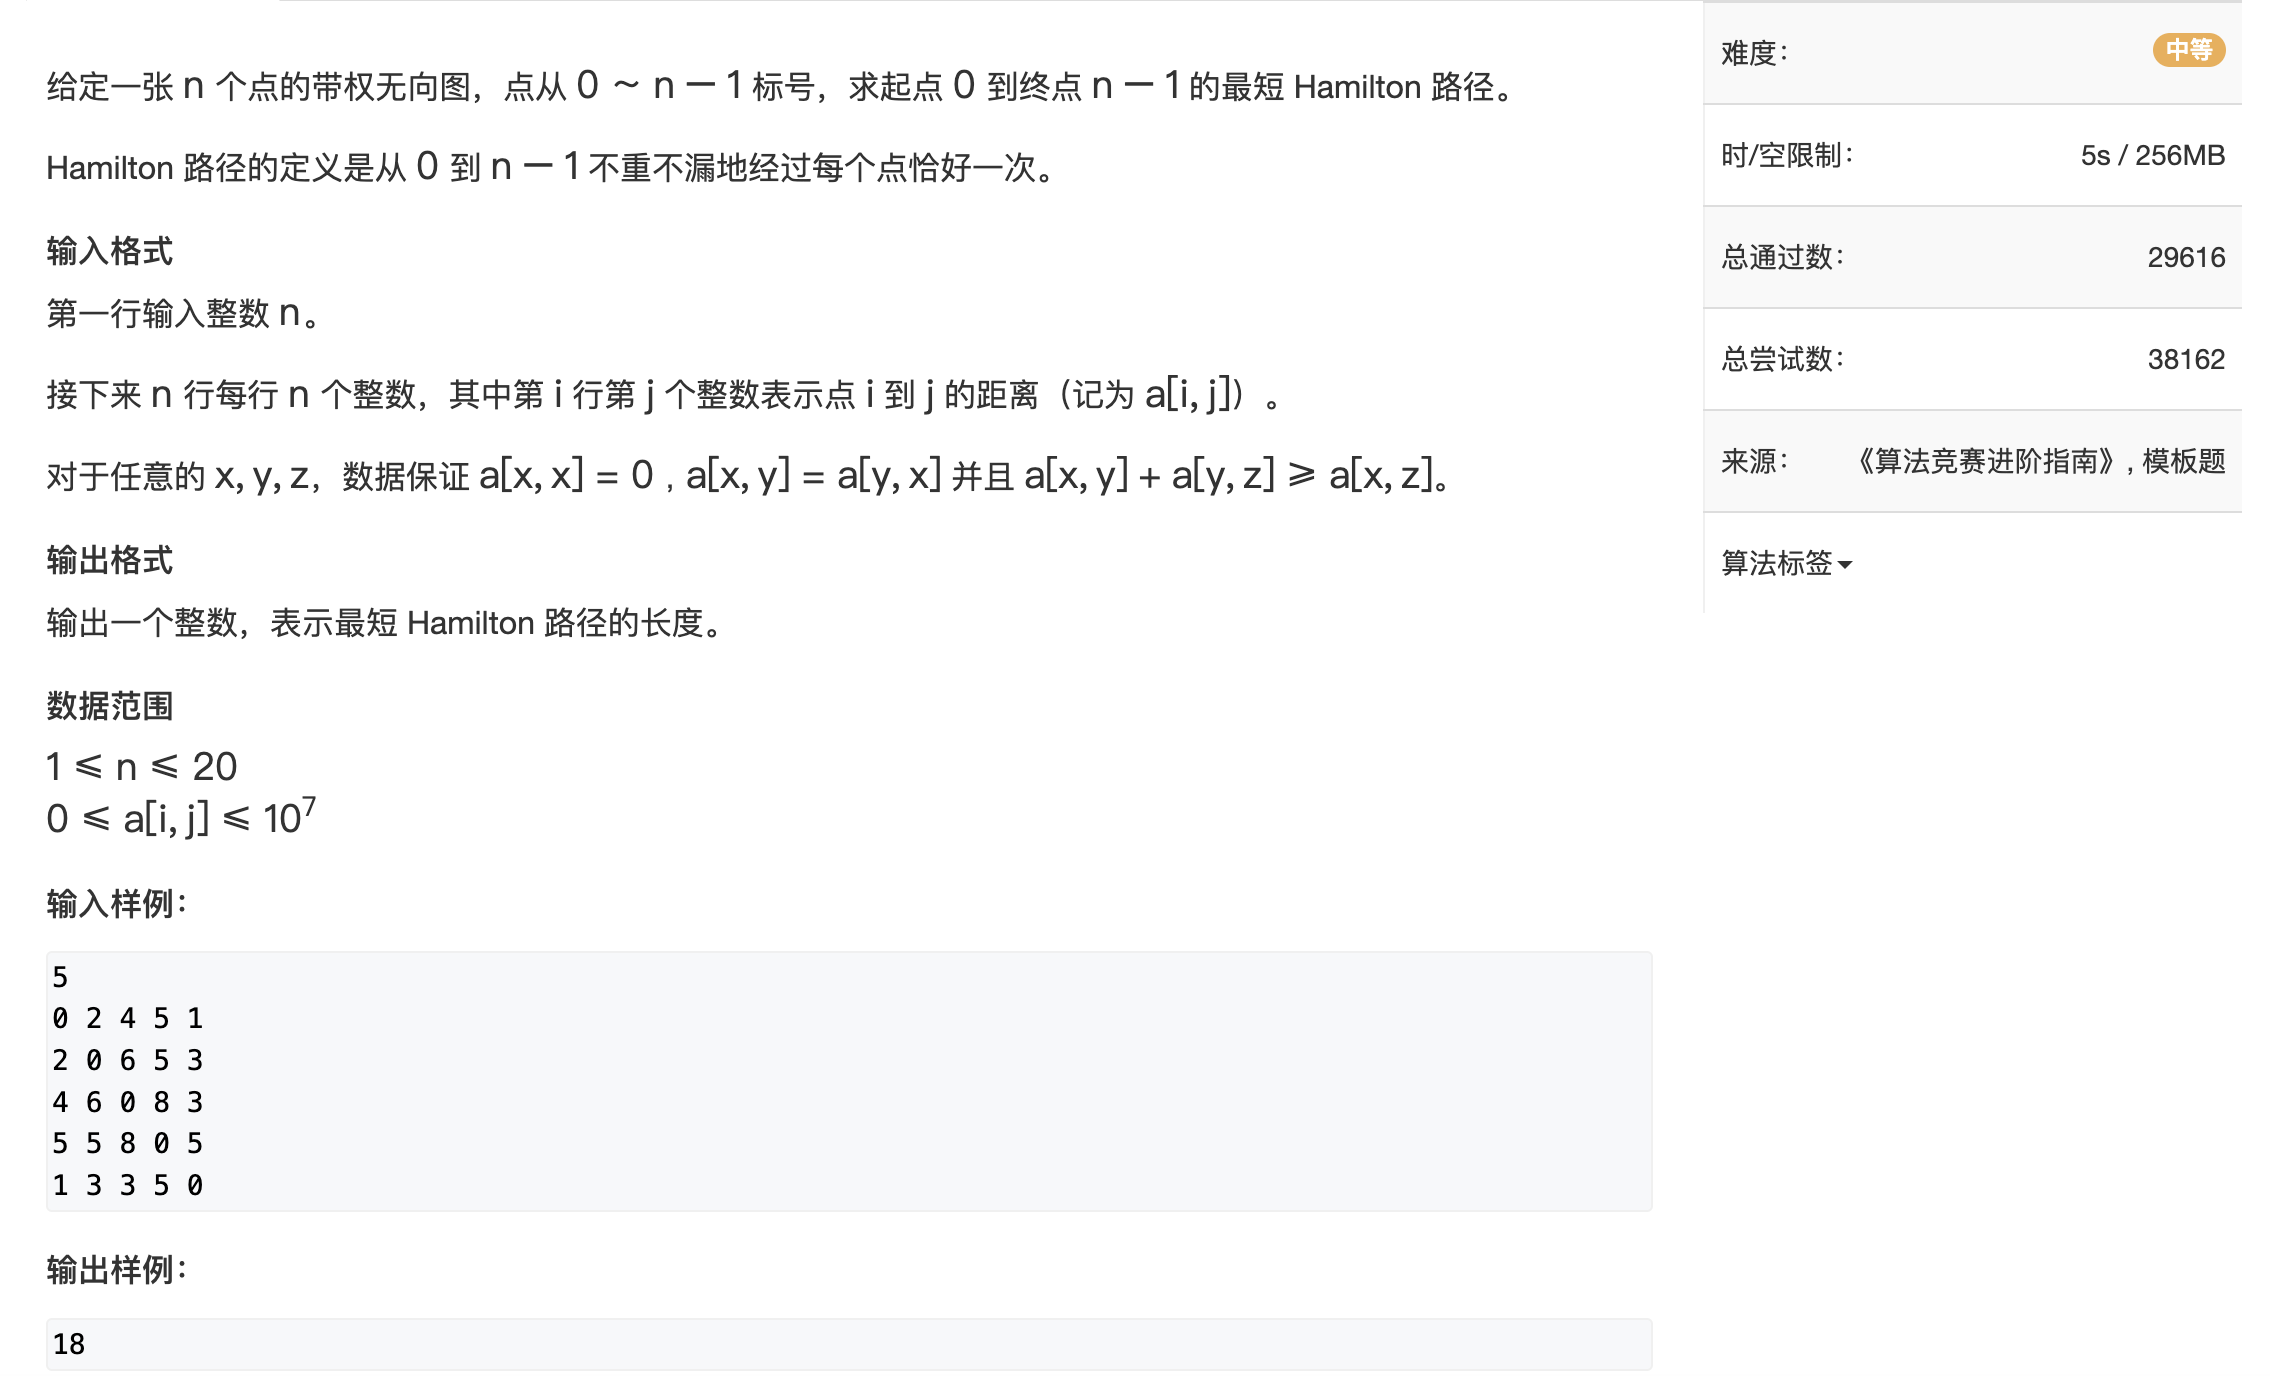 给定一张 n 个点的带权无向图，点从 0 ∼ n − 1 标号，求起点 0 到终点 n − 1 的最短 Hamilton 路径。
Hamilton 路径的定义是从 0 到 n − 1 不重不漏地经过每个点恰好一次。
输入格式
第一行输入整数 n。
接下来 n 行每行 n 个整数，其中第 i 行第 j 个整数表示点 i 到 j 的距离（记为 a[i, j]）。
对于任意的 x, y, z，数据保证 a[x, x] = 0，a[x, y] = a[y, x] 并且 a[x, y] + a[y, z] ⩾ a[x, z]。
输出格式
输出一个整数，表示最短 Hamilton 路径的长度。
数据范围
1 ⩽ n ⩽ 20
0 ⩽ a[i, j] ⩽ 10⁷
输入样例：
5
0 2 4 5 1
2 0 6 5 3
4 6 0 8 3
5 5 8 0 5
1 3 3 5 0
输出样例：
18
难度： 中等
时/空限制： 5s / 256MB
总通过数： 29616
总尝试数： 38162
来源： 《算法竞赛进阶指南》, 模板题
算法标签